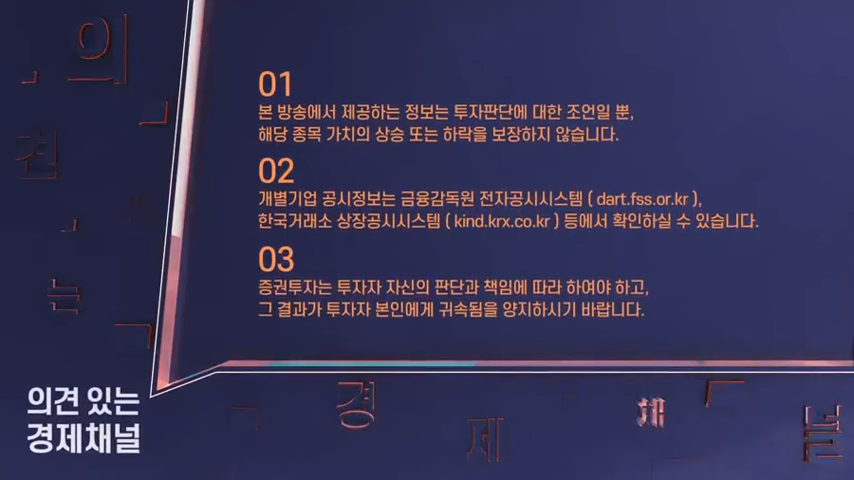 01
본 방송에서 제공하는 정보는 투자판단에 대한 조언일 뿐,
해당 종목 가치의 상승 또는 하락을 보장하지 않습니다.
02
개별기업 공시정보는 금융감독원 전자공시시스템 ( dart.fss.or.kr ),
한국거래소 상장공시시스템 ( kind.krx.co.kr ) 등에서 확인하실 수 있습니다.
03
증권투자는 투자자 자신의 판단과 책임에 따라 하여야 하고,
그 결과가 투자자 본인에게 귀속됨을 양지하시기 바랍니다.
의견 있는
경제채널
의
견
는
경
제
채
널